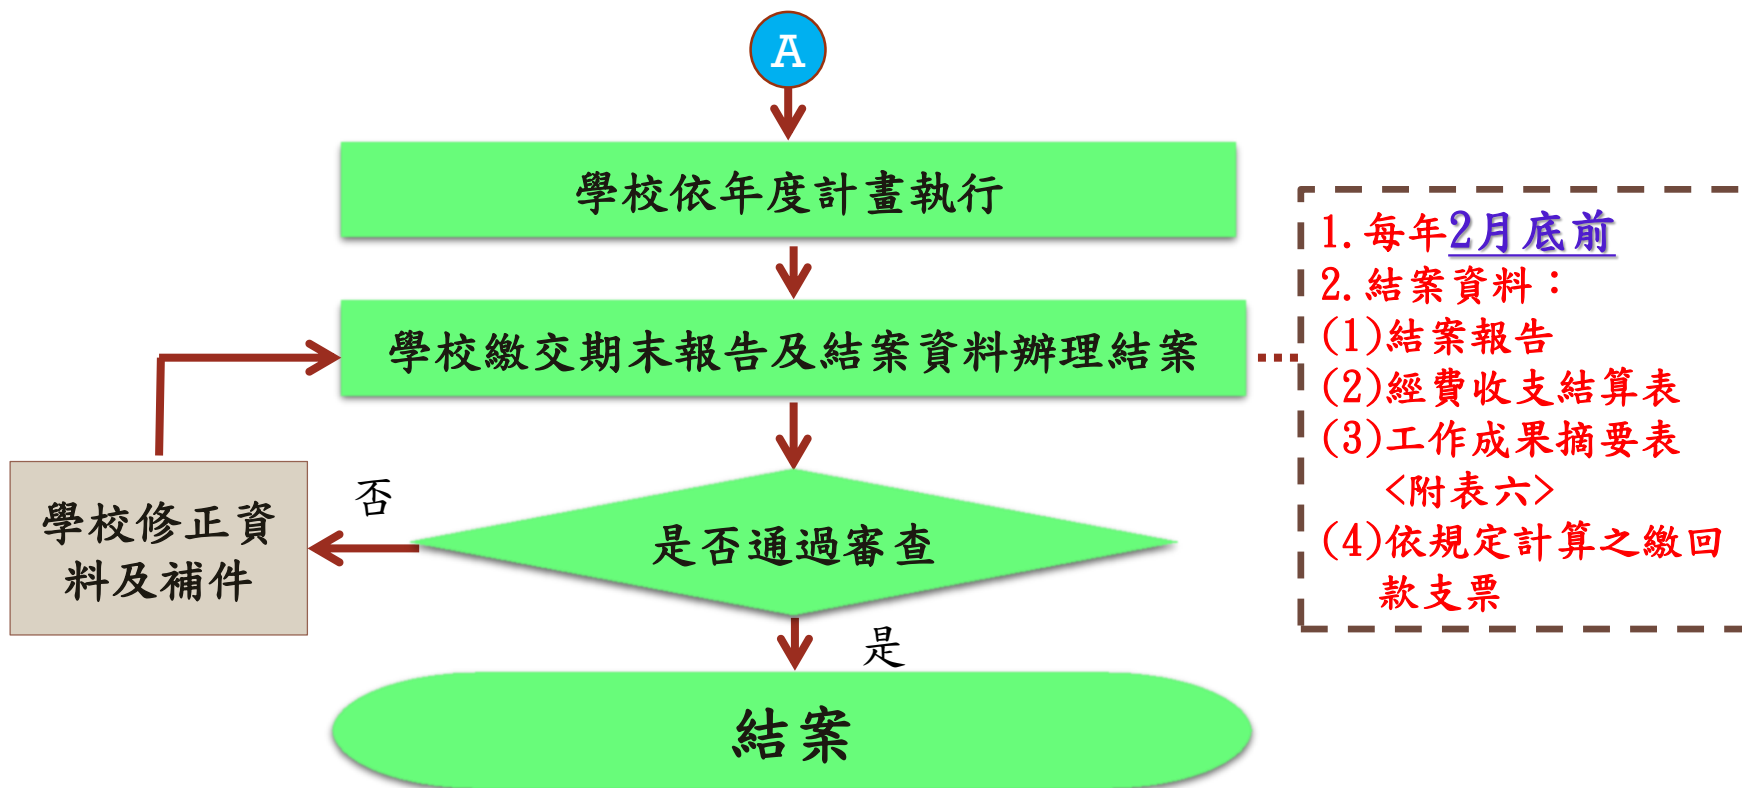 A
學校依年度計畫執行
1.每年2月底前
2.結案資料：
(1)結案報告
(2)經費收支結算表
(3)工作成果摘要表
<附表六>
(4)依規定計算之繳回
款支票
學校繳交期末報告及結案資料辦理結案
否
學校修正資
料及補件
是否通過審查
是
結案